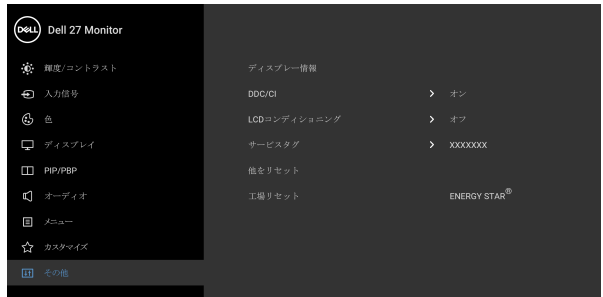 DELL Dell 27 Monitor
輝度/コントラスト
入力信号
色
ディスプレイ
PIP/PBP
オーディオ
メニュー
カスタマイズ
その他
ディスプレー情報
DDC/CI > オン
LCDコンディショニング > オフ
サービスタグ > XXXXXXX
他をリセット
工場リセット ENERGY STAR®